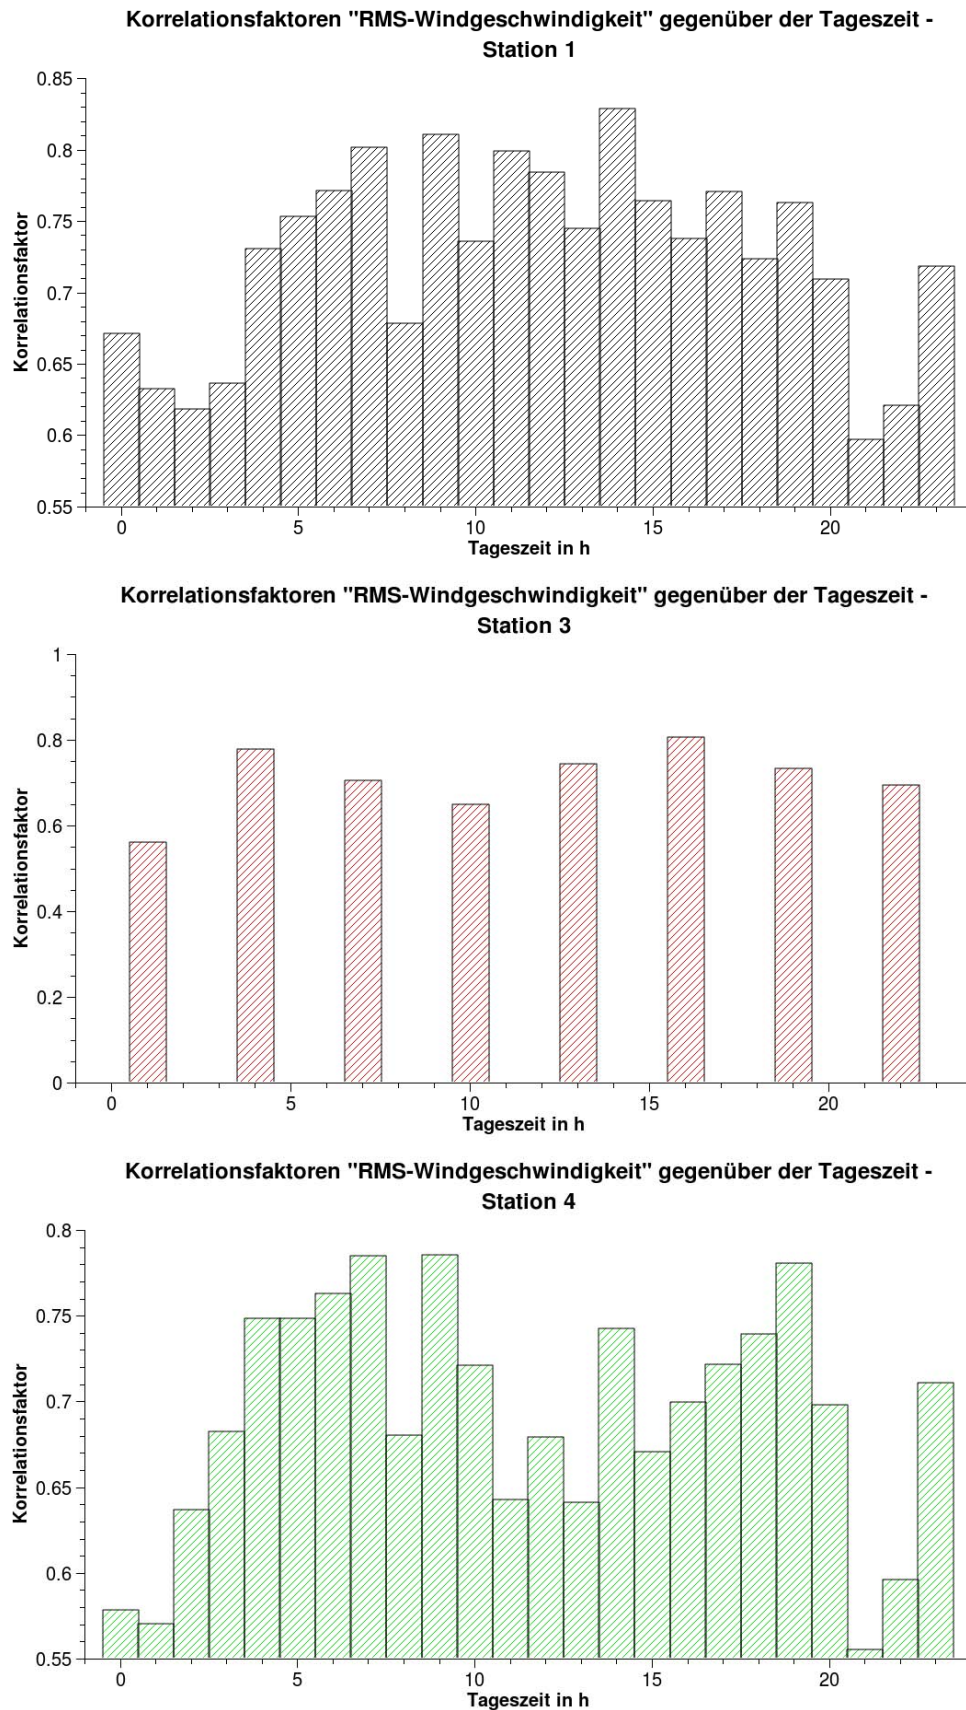 Korrelationsfaktoren "RMS-Windgeschwindigkeit" gegenüber der Tageszeit -
Station 1
0.85
0.8
0.75
0.7
0.65
0.6
0.55
Korrelationsfaktor
0 5 10 15 20
Tageszeit in h
Korrelationsfaktoren "RMS-Windgeschwindigkeit" gegenüber der Tageszeit -
Station 3
1
0.8
0.6
0.4
0.2
0
Korrelationsfaktor
0 5 10 15 20
Tageszeit in h
Korrelationsfaktoren "RMS-Windgeschwindigkeit" gegenüber der Tageszeit -
Station 4
0.8
0.75
0.7
0.65
0.6
0.55
Korrelationsfaktor
0 5 10 15 20
Tageszeit in h